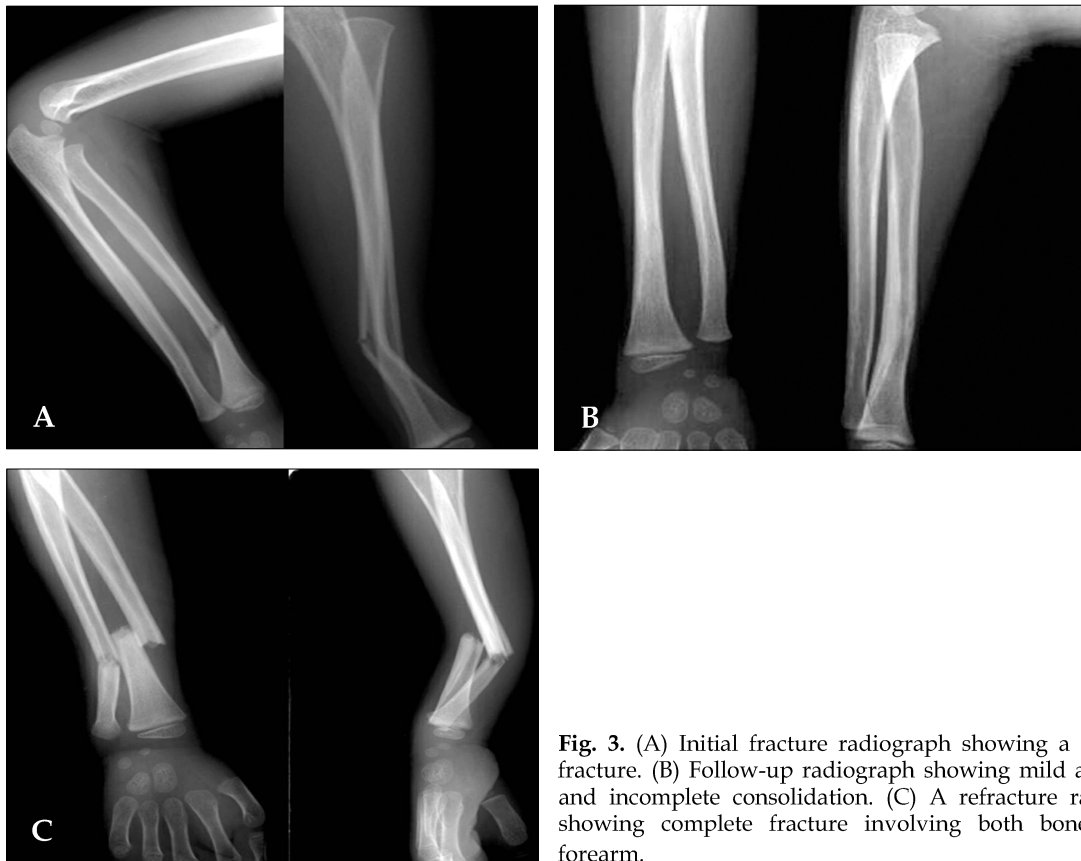 A
B
C
Fig. 3. (A) Initial fracture radiograph showing a
fracture. (B) Follow-up radiograph showing mild a
and incomplete consolidation. (C) A refracture ra
showing complete fracture involving both bone
forearm.